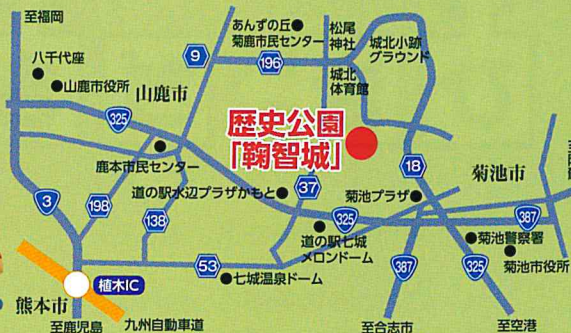 至福岡
八千代座
山鹿市役所
山鹿市
9
あんずの丘
菊鹿市民センター
196
松尾
神社
城北
体育館
城北小跡
グラウンド
325
歴史公園
「鞠智城」
鹿本市民センター
道の駅水辺プラザかもと
37
菊池プラザ
18
菊池市
3
198
138
325
387
道の駅七城
メロンドーム
菊池警察署
菊池市役所
53
七城温泉ドーム
387
325
植木IC
熊本市
至鹿児島
九州自動車道
至合志市
至空港